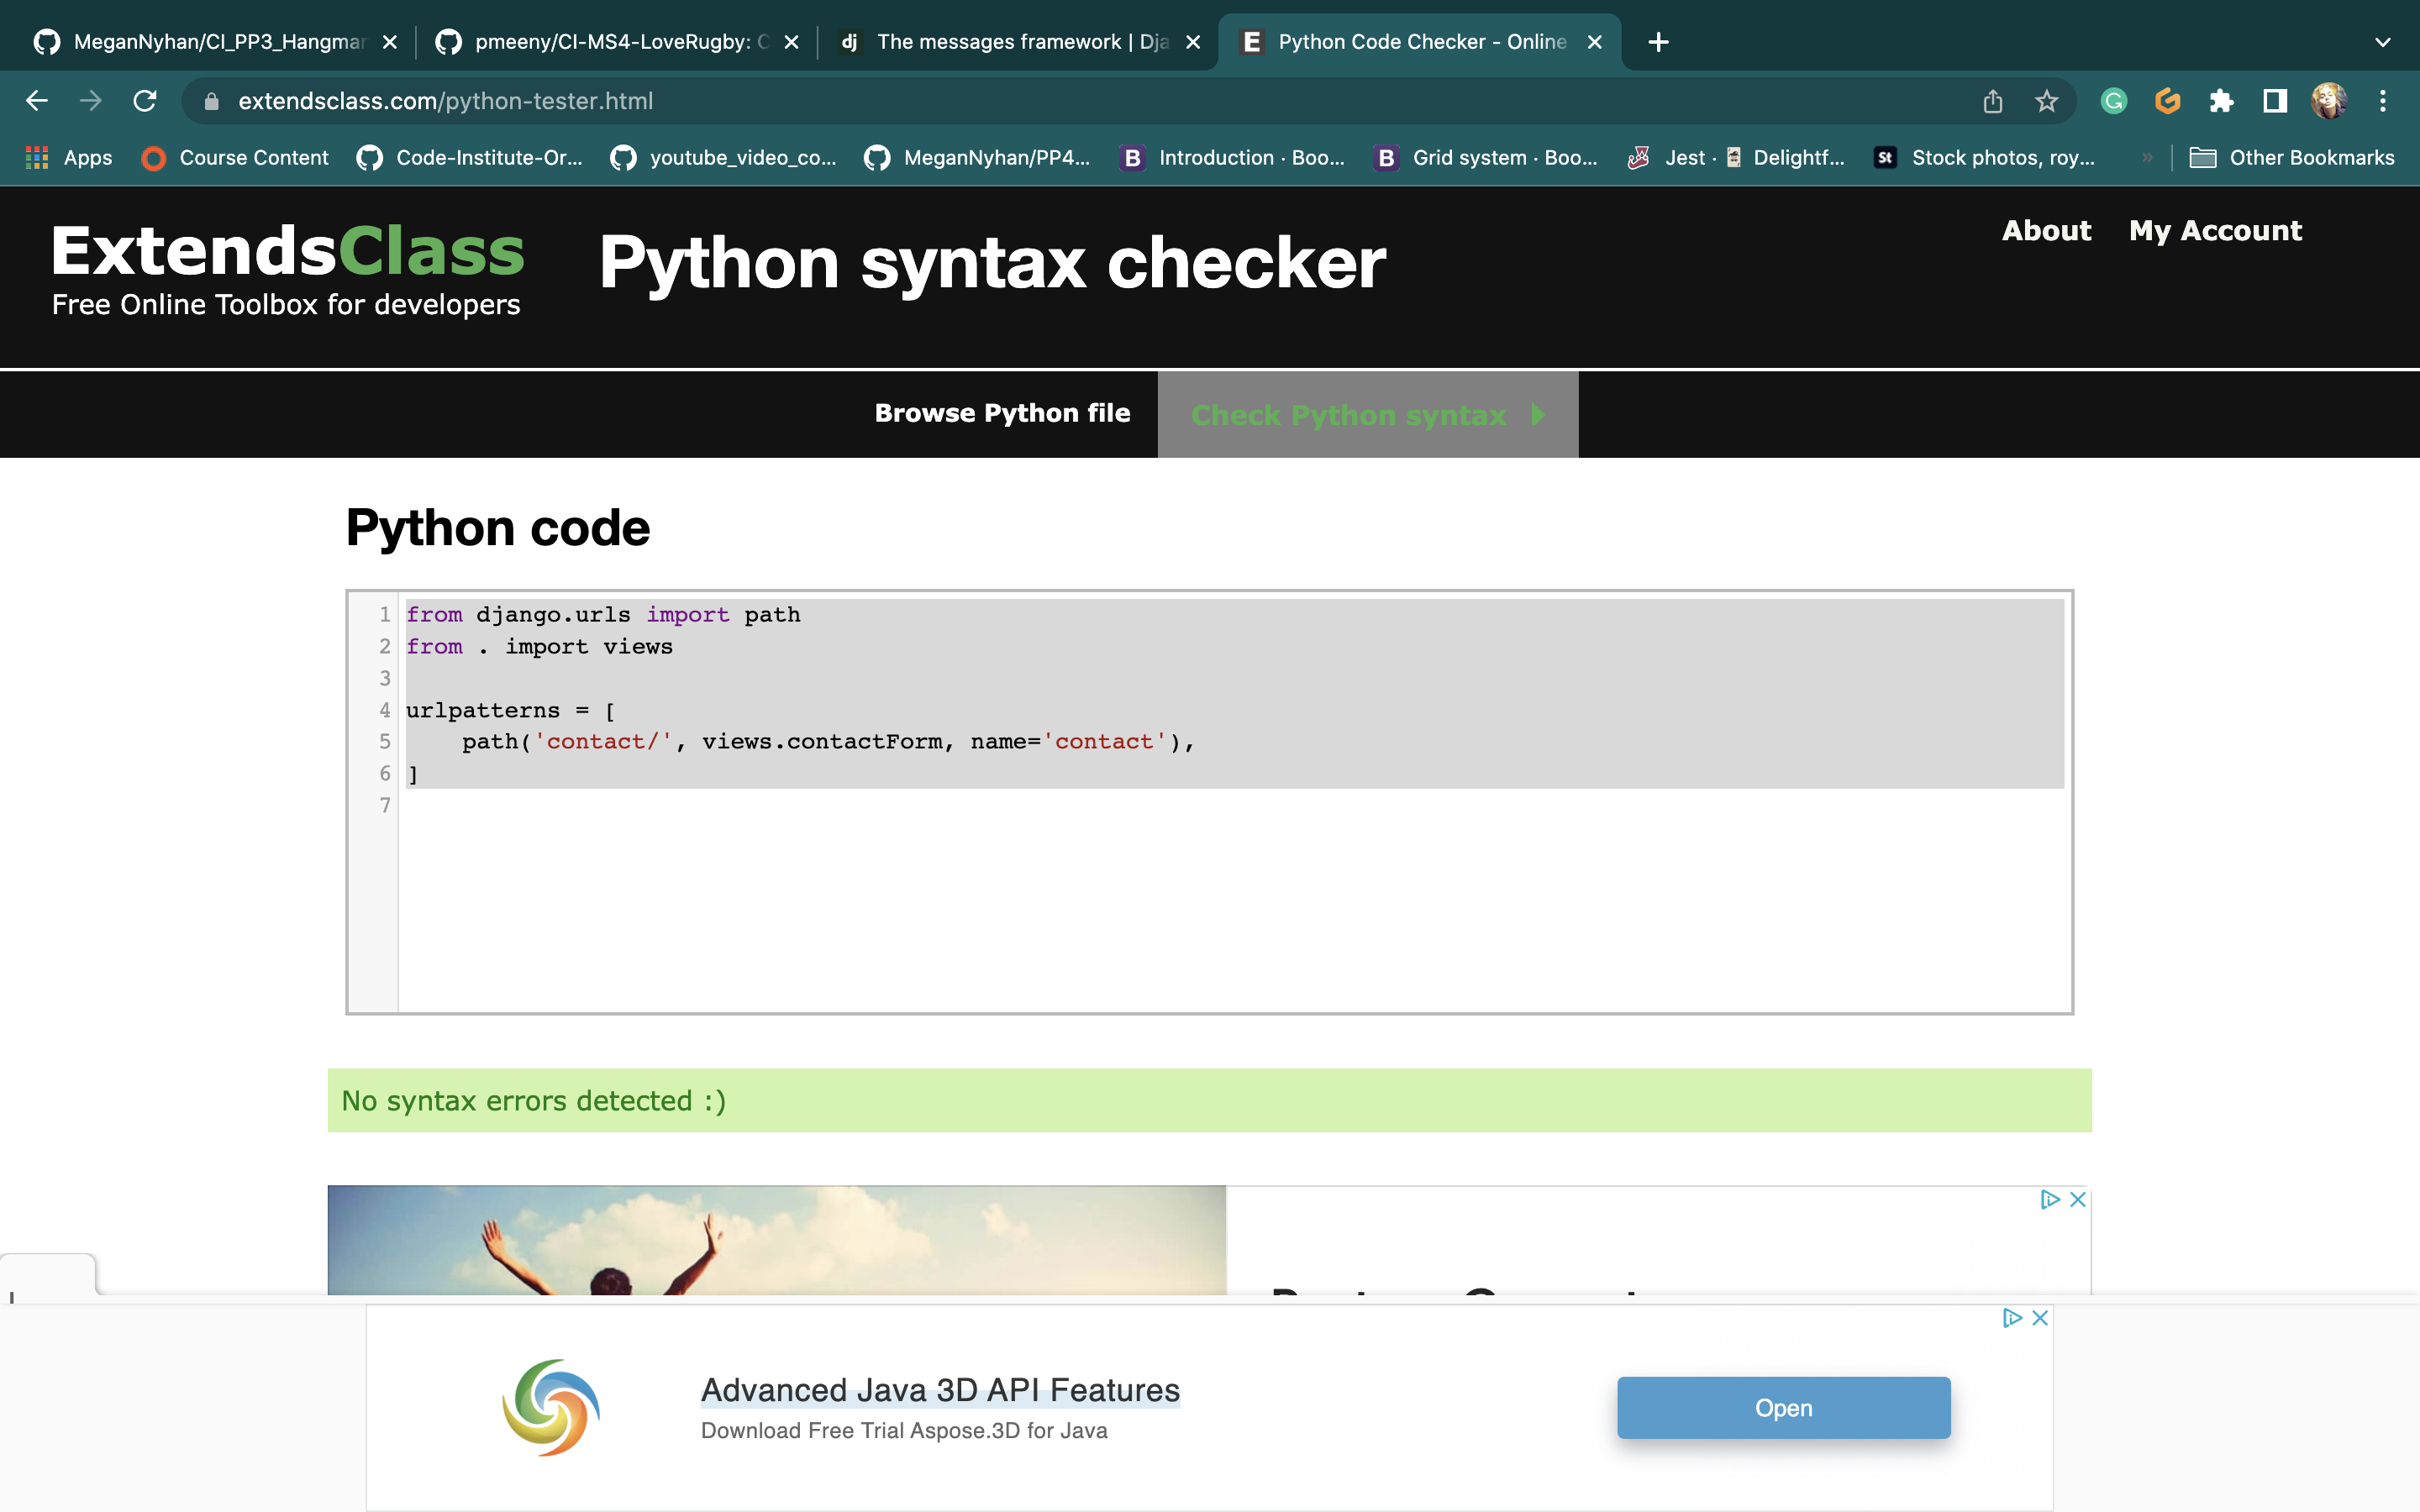 MeganNyhan/CI_PP3_Hangmar
pmeeny/CI-MS4-LoveRugby: C
dj The messages framework | Dja
E Python Code Checker - Online
extendsclass.com/python-tester.html
Apps
Course Content
Code-Institute-Or...
youtube_video_co...
MeganNyhan/PP4...
B Introduction · Boo...
B Grid system · Boo...
Jest · Delightf...
St Stock photos, roy...
Other Bookmarks
ExtendsClass
Free Online Toolbox for developers
Python syntax checker
About
My Account
Browse Python file
Check Python syntax
Python code
1 from django.urls import path
2 from . import views
3
4 urlpatterns = [
5     path('contact/', views.contactForm, name='contact'),
6 ]
7
No syntax errors detected :)
Advanced Java 3D API Features
Download Free Trial Aspose.3D for Java
Open